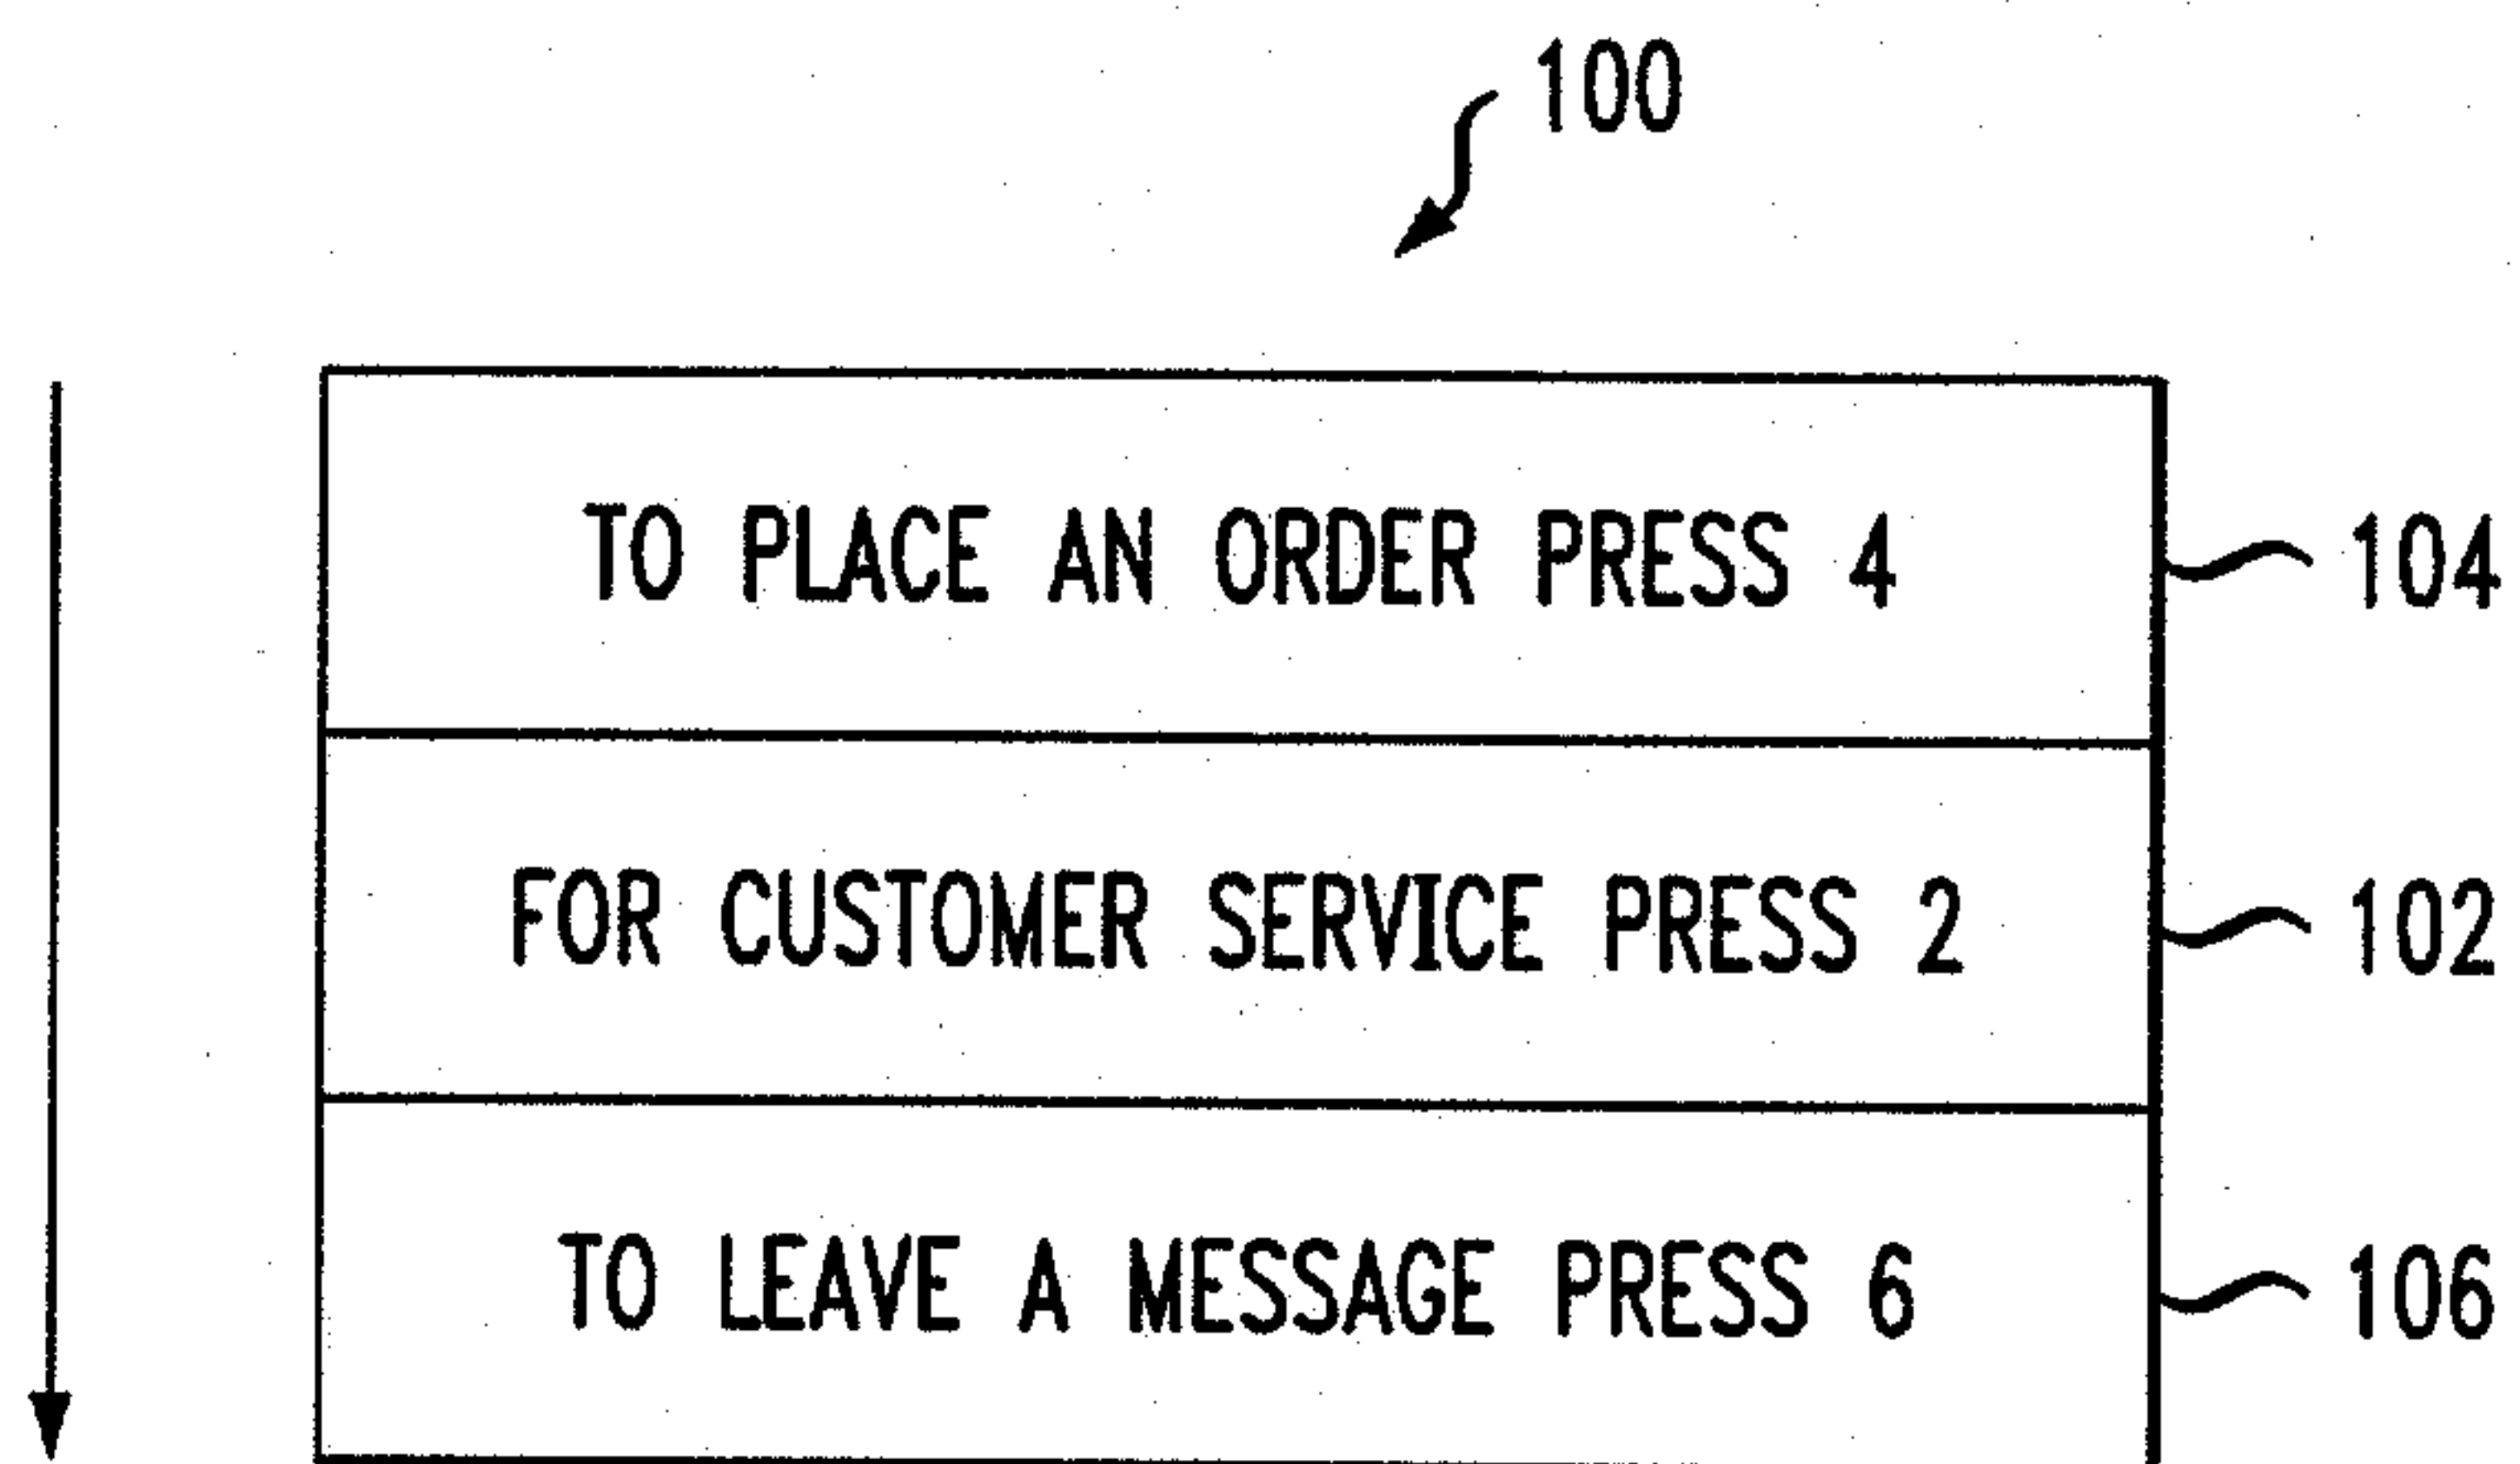 100
TO PLACE AN ORDER PRESS 4
104
FOR CUSTOMER SERVICE PRESS 2
102
TO LEAVE A MESSAGE PRESS 6
106